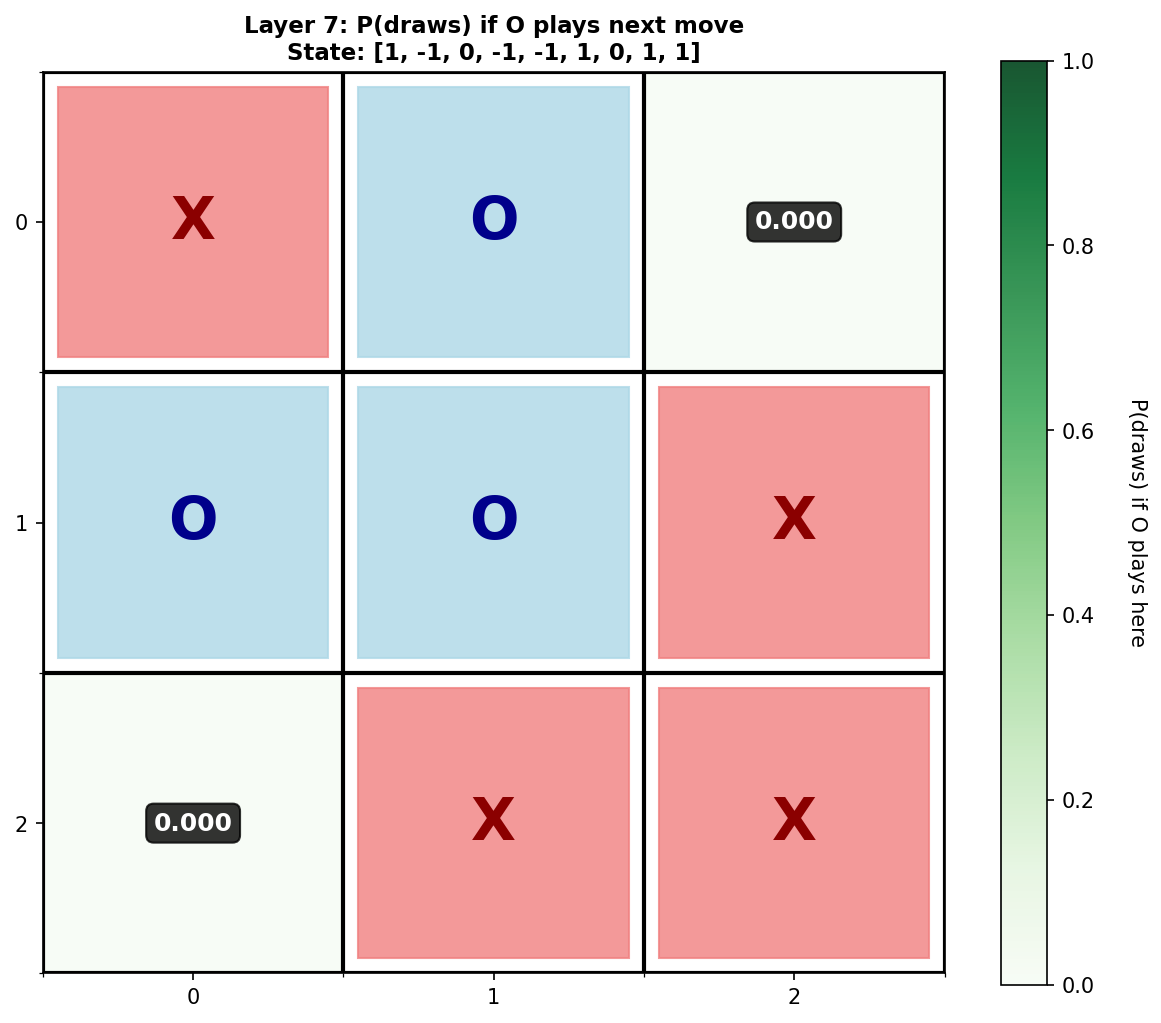 Layer 7: P(draws) if O plays next move
State: [1, -1, 0, -1, -1, 1, 0, 1, 1]
0
X
O
0.000
1
O
O
X
2
0.000
X
X
0
1
2
1.0
0.8
0.6
0.4
0.2
0.0
P(draws) if O plays here